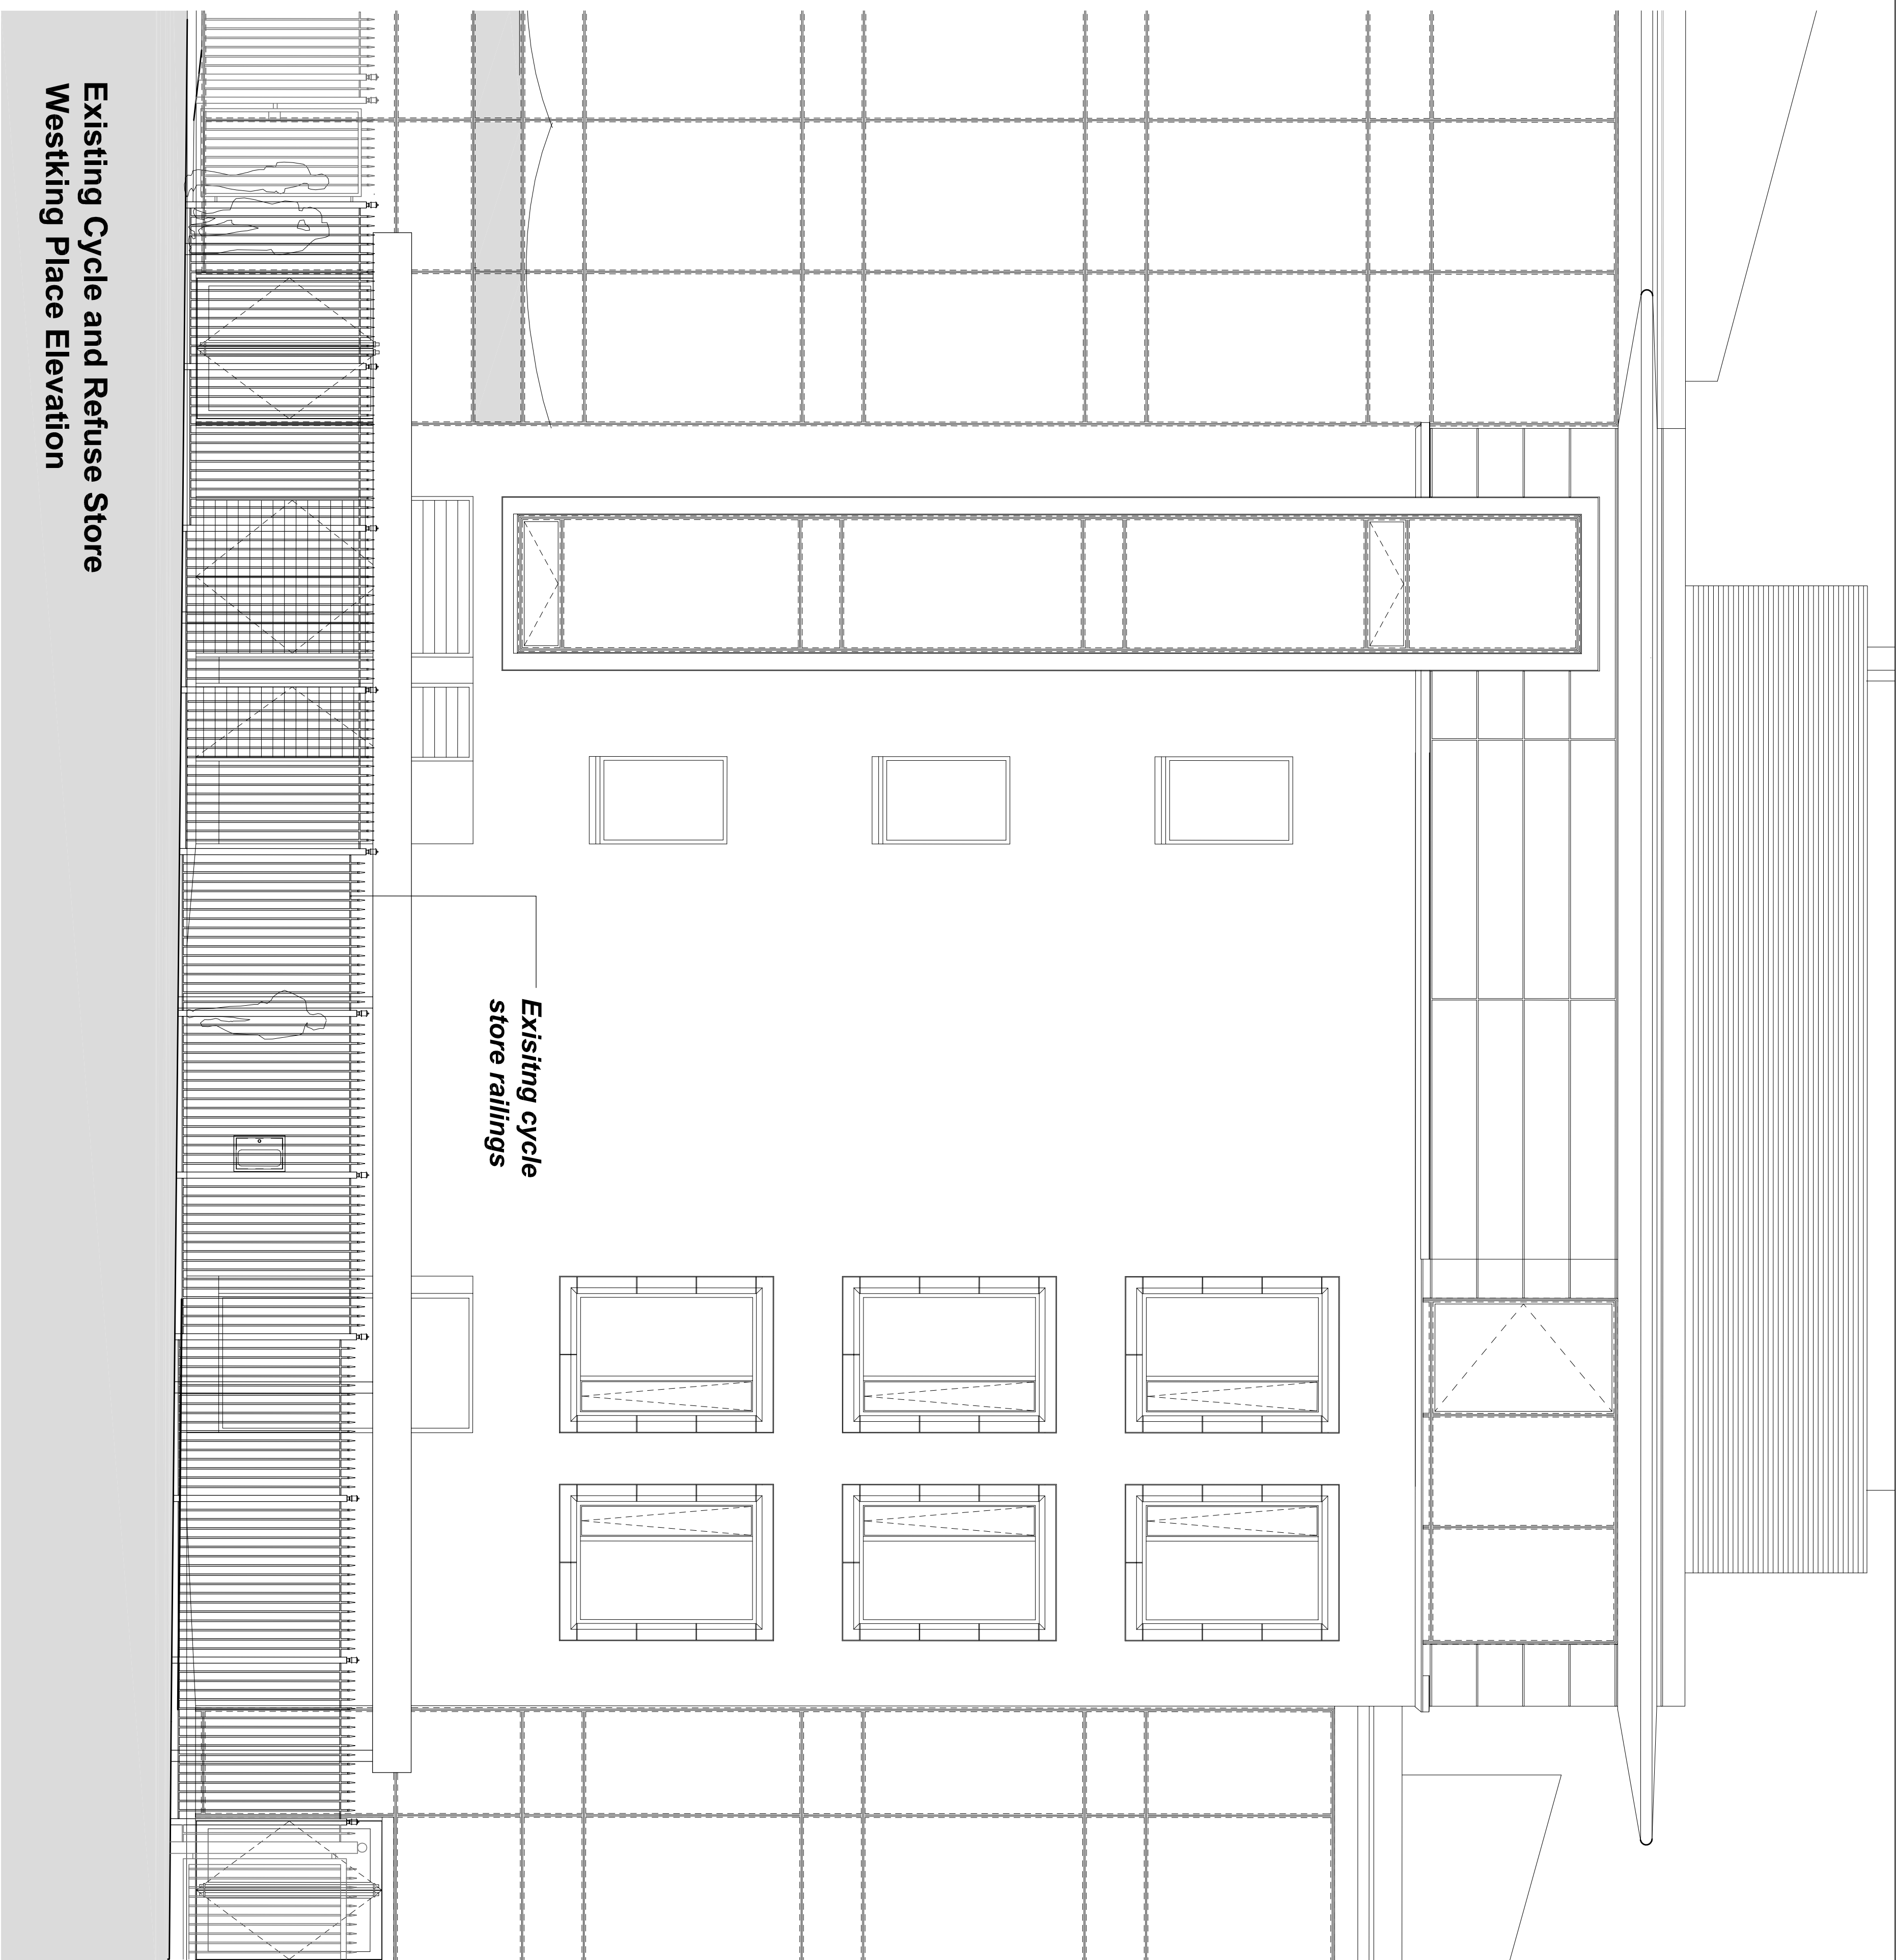 Existing Cycle and Refuse Store
Westking Place Elevation
Exisitng cycle
store railings